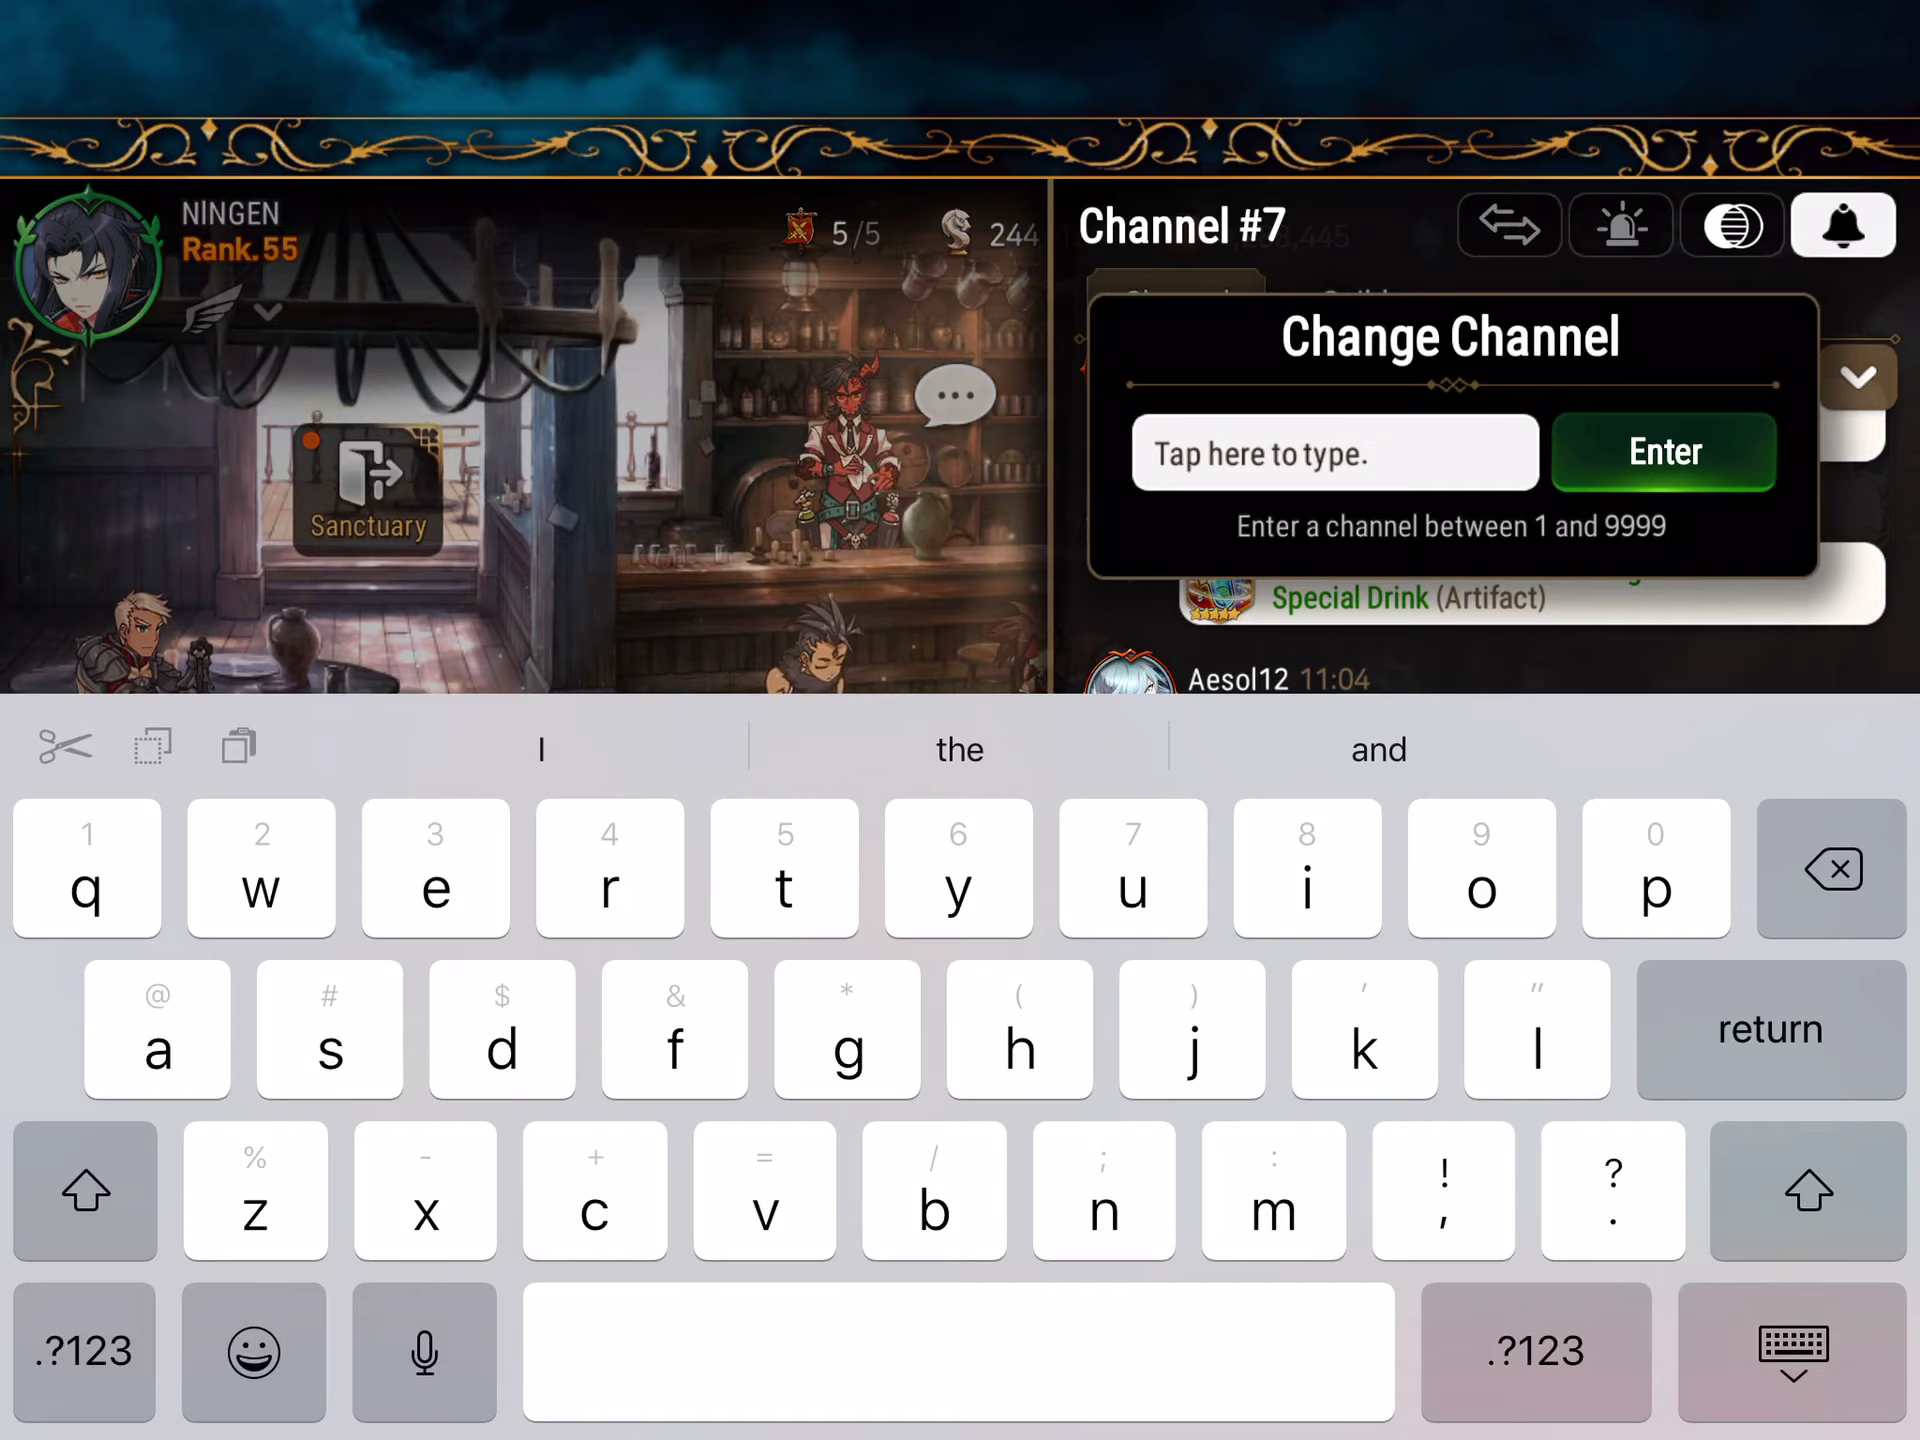 NINGEN
Rank.55
5/5
244
Channel #7
Change Channel
Tap here to type.
Enter
Enter a channel between 1 and 9999
Sanctuary
Special Drink (Artifact)
Aesol12 11:04
I the and
1 2 3 4 5 6 7 8 9 0
q w e r t y u i o p
@ # $ & * ( ) ' "
a s d f g h j k l return
% - + = / ; : ! ?
z x c v b n m , .
.?123 .?123